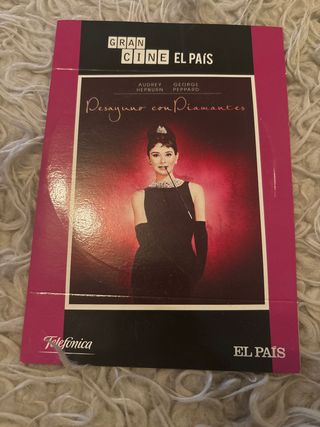 GRAN
CINE EL PAÍS
AUDREY GEORGE
HEPBURN PEPPARD
Desayuno con Diamantes
Telefónica
EL PAÍS